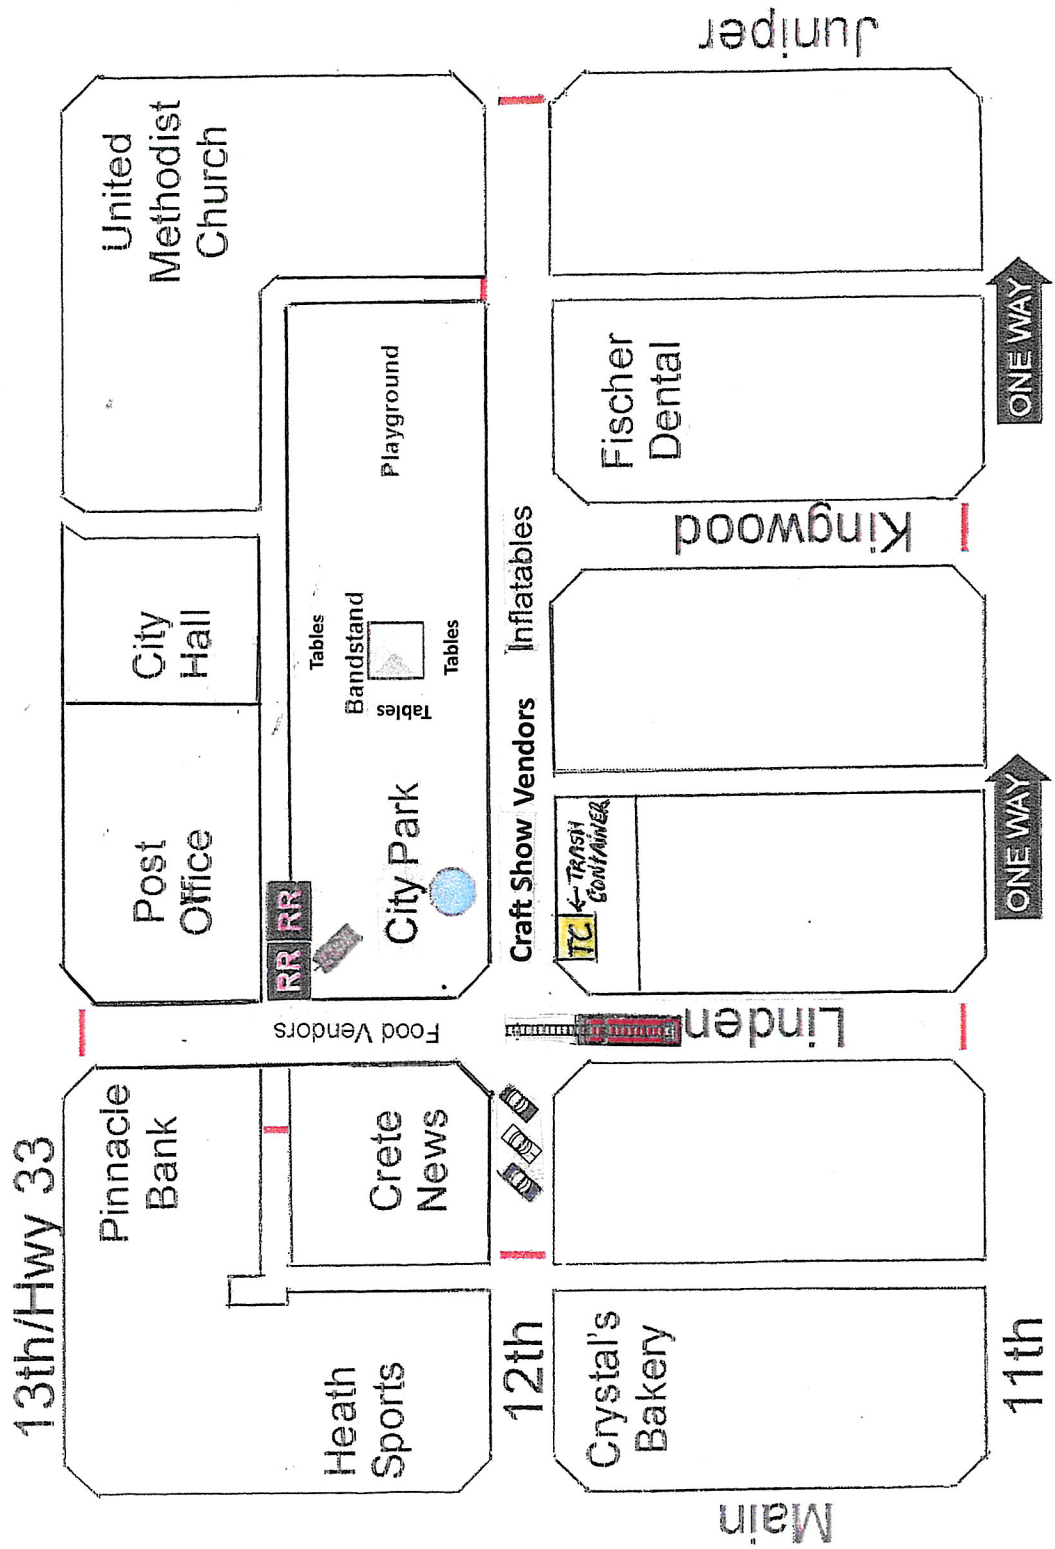 13th/Hwy 33
Pinnacle
Bank
Post
Office
City
Hall
United
Methodist
Church
RR
RR
Food Vendors
Heath
Sports
Crete
News
City Park
Tables
Bandstand
Tables
Tables
Playground
12th
Craft Show Vendors
Inflatables
Crystal's
Bakery
TC
← TRASH
CONTAINER
Fischer
Dental
Main
Linden
Kingwood
Juniper
11th
ONE WAY
ONE WAY